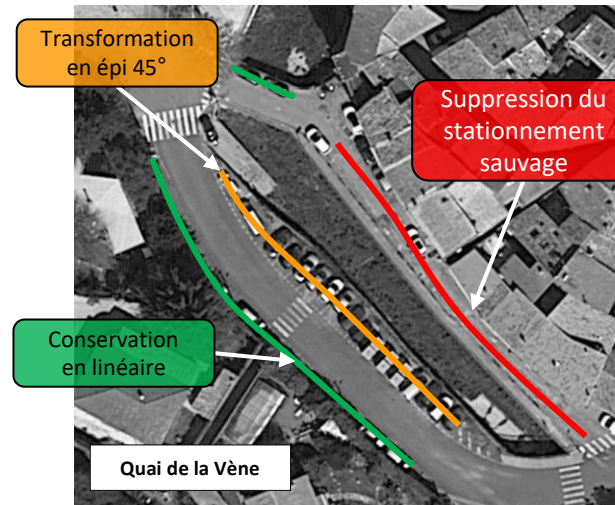 Transformation
en épi 45°
Suppression du
stationnement
sauvage
Conservation
en linéaire
Quai de la Vène